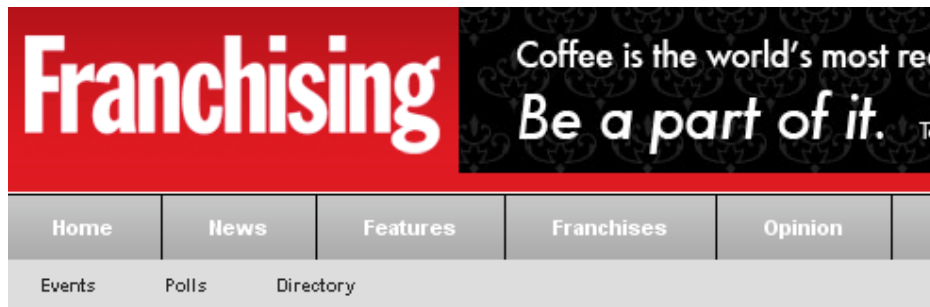 Franchising
Coffee is the world's most
Be a part of it.
Home News Features Franchises Opinion
Events Polls Directory